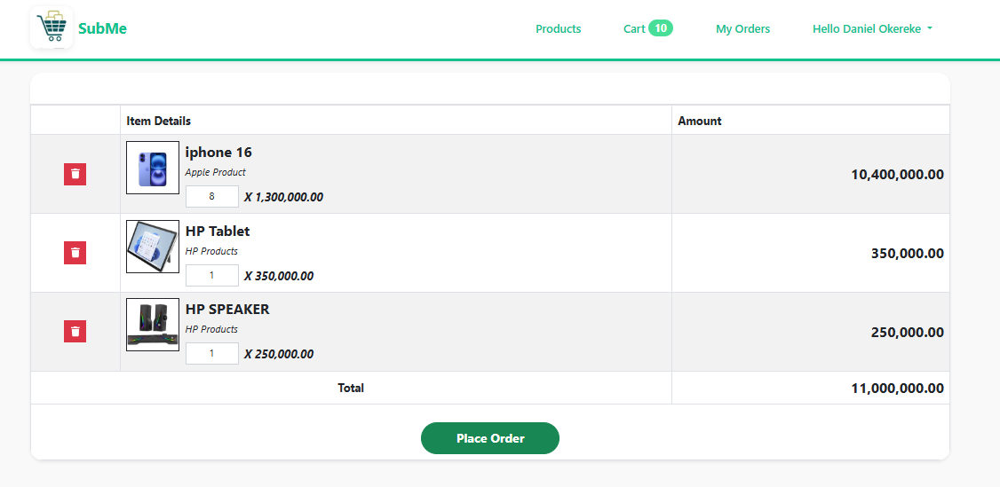 SubMe
Products
Cart 10
My Orders
Hello Daniel Okereke
Item Details
Amount
iphone 16
Apple Product
8 X 1,300,000.00
10,400,000.00
HP Tablet
HP Products
1 X 350,000.00
350,000.00
HP SPEAKER
HP Products
1 X 250,000.00
250,000.00
Total
11,000,000.00
Place Order